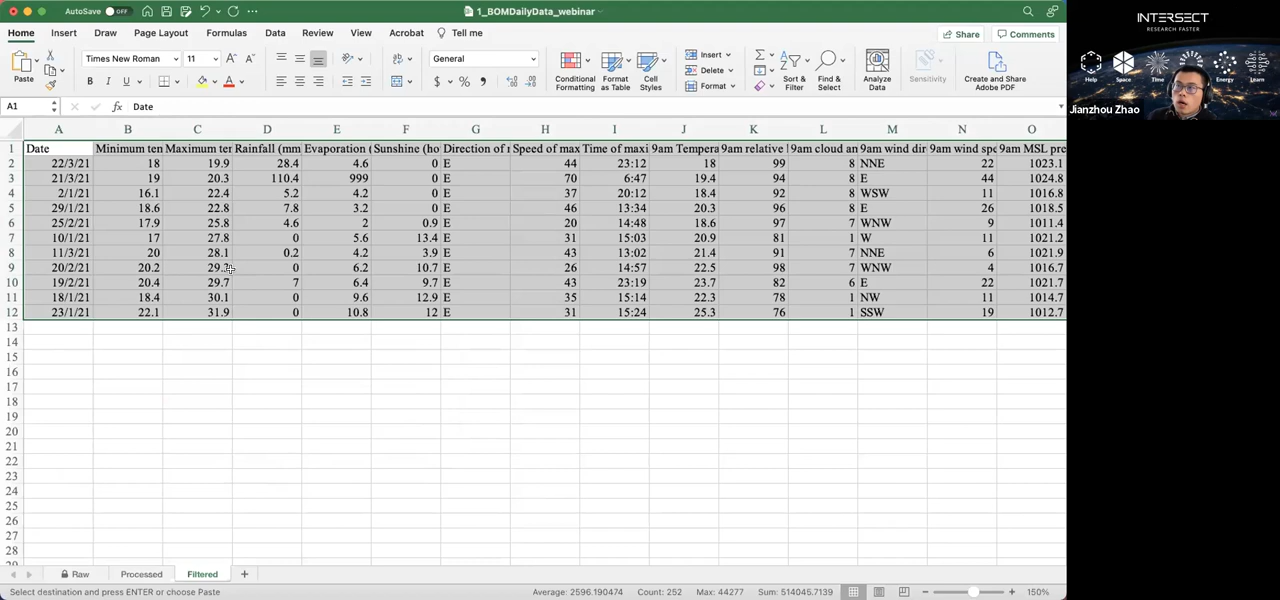 AutoSave OFF 1_BOMDailyData_webinar
INTERSECT
RESEARCH FASTER
Home Insert Draw Page Layout Formulas Data Review View Acrobat Tell me Share Comments
Help Space Time Energy Learn
Jianzhou Zhao
Paste Times New Roman 11 A A General Conditional Formatting Format as Table Cell Styles Insert Delete Format Sort & Filter Find & Select Analyze Data Sensitivity Create and Share Adobe PDF
B I U A $ %
A1 fx Date
A B C D E F G H I J K L M N O
1 Date Minimum ten Maximum ter Rainfall (mm Evaporation ( Sunshine (ho Direction of Speed of max Time of maxi 9am Tempera 9am relative 9am cloud an 9am wind dir 9am wind spe 9am MSL pre
2 22/3/21 18 19.9 28.4 4.6 0 E 44 23:12 18 99 8 NNE 22 1023.1
3 21/3/21 19 20.3 110.4 999 0 E 70 6:47 19.4 94 8 E 44 1024.8
4 2/1/21 16.1 22.4 5.2 4.2 0 E 37 20:12 18.4 92 8 WSW 11 1016.8
5 29/1/21 18.6 22.8 7.8 3.2 0 E 46 13:34 20.3 96 8 E 26 1018.5
6 25/2/21 17.9 25.8 4.6 2 0.9 E 20 14:48 18.6 97 7 WNW 9 1011.4
7 10/1/21 17 27.8 0 5.6 13.4 E 31 15:03 20.9 81 1 W 11 1021.2
8 11/3/21 20 28.1 0.2 4.2 3.9 E 43 13:02 21.4 91 7 NNE 6 1021.9
9 20/2/21 20.2 0 6.2 10.7 E 26 14:57 22.5 98 7 WNW 4 1016.7
10 19/2/21 20.4 29.7 7 6.4 9.7 E 43 23:19 23.7 82 6 E 22 1021.7
11 18/1/21 18.4 30.1 0 9.6 12.9 E 35 15:14 22.3 78 1 NW 11 1014.7
12 23/1/21 22.1 31.9 0 10.8 12 E 31 15:24 25.3 76 1 SSW 19 1012.7
13
14
15
16
17
18
19
20
21
22
23
24
25
26
27
28
29
Raw Processed Filtered +
Select destination and press ENTER or choose Paste Average: 2596.190474 Count: 252 Max: 44277 Sum: 514045.7139 150%